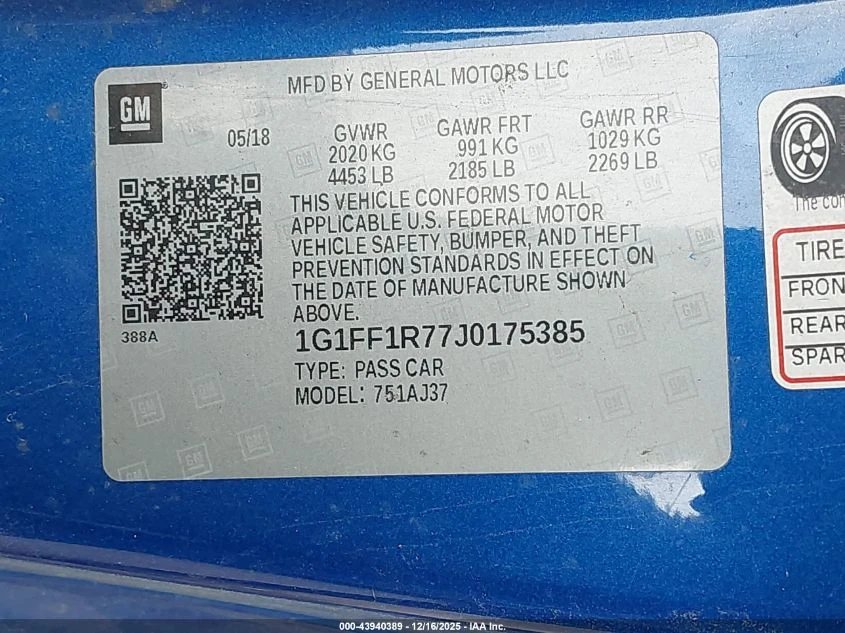 MFD BY GENERAL MOTORS LLC
GM
®
05/18
GVWR
2020 KG
4453 LB
GAWR FRT
991 KG
2185 LB
GAWR RR
1029 KG
2269 LB
THIS VEHICLE CONFORMS TO ALL
APPLICABLE U.S. FEDERAL MOTOR
VEHICLE SAFETY, BUMPER, AND THEFT
PREVENTION STANDARDS IN EFFECT ON
THE DATE OF MANUFACTURE SHOWN
ABOVE.
388A
1G1FF1R77J0175385
TYPE: PASS CAR
MODEL: 751AJ37
The com
TIRE
FRON
REAR
SPAR
000-43940389 - 12/16/2025 - IAA Inc.